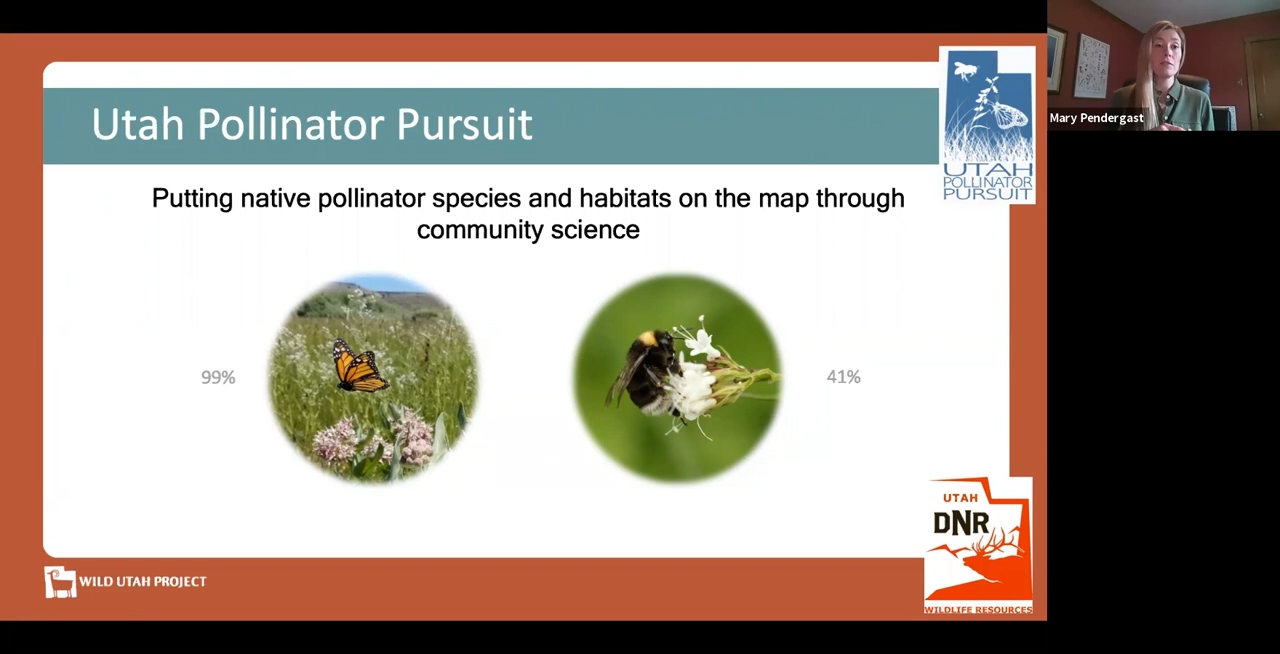 Utah Pollinator Pursuit
Putting native pollinator species and habitats on the map through
community science
99%
41%
UTAH
POLLINATOR
PURSUIT
UTAH
DNR
WILDLIFE RESOURCES
WILD UTAH PROJECT
Mary Pendergast